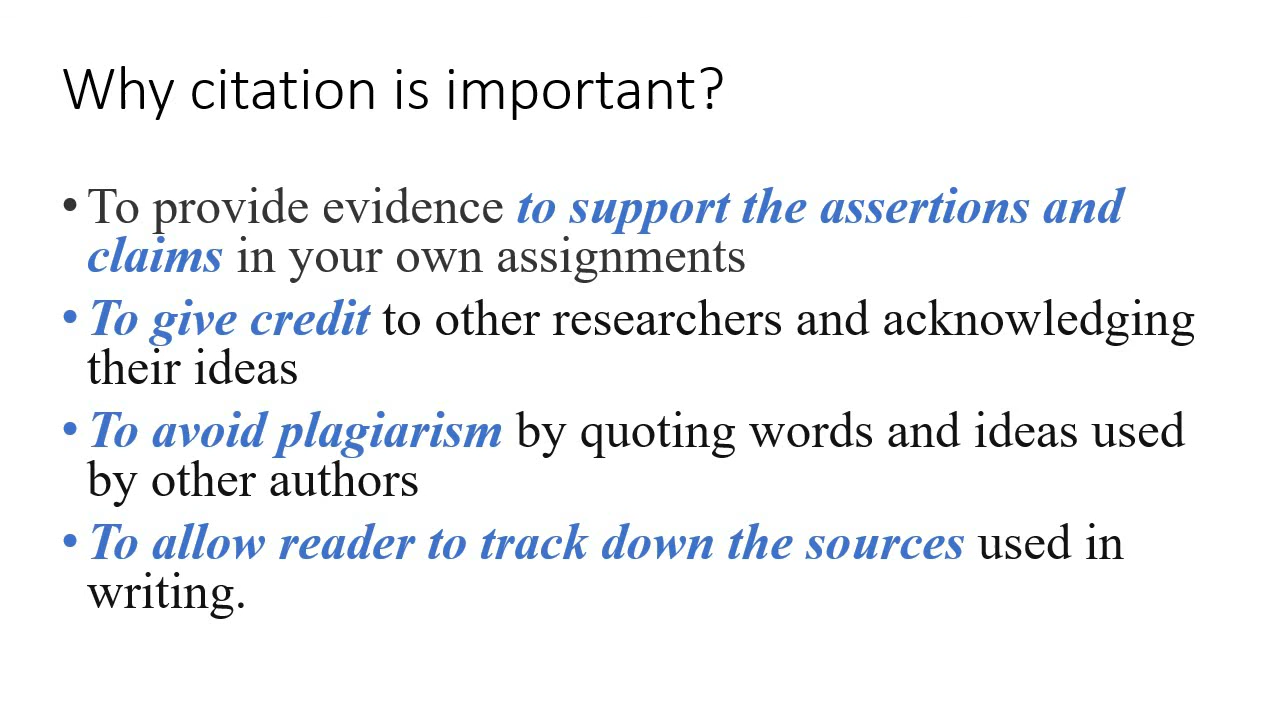 Why citation is important?
• To provide evidence to support the assertions and
claims in your own assignments
• To give credit to other researchers and acknowledging
their ideas
• To avoid plagiarism by quoting words and ideas used
by other authors
• To allow reader to track down the sources used in
writing.